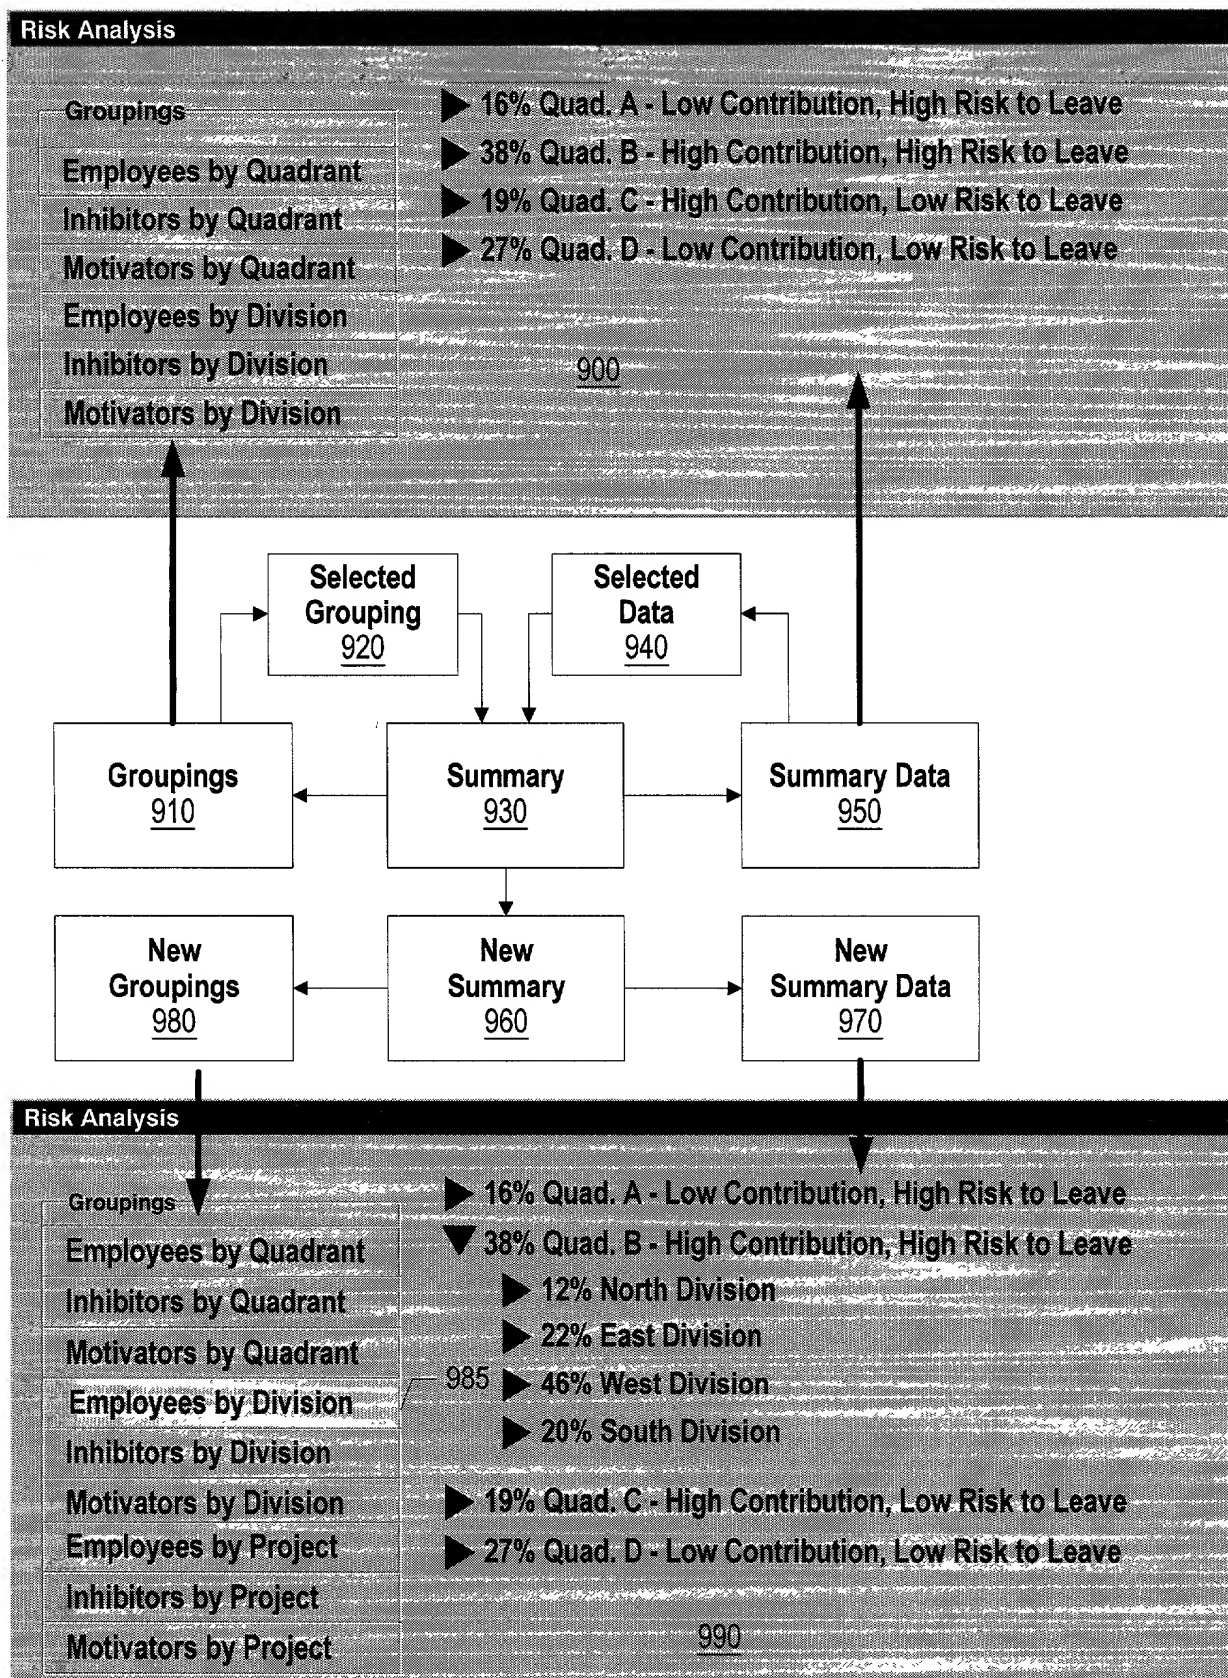 Risk Analysis
Groupings
Employees by Quadrant
Inhibitors by Quadrant
Motivators by Quadrant
Employees by Division
Inhibitors by Division
Motivators by Division
16% Quad. A - Low Contribution, High Risk to Leave
38% Quad. B - High Contribution, High Risk to Leave
19% Quad. C - High Contribution, Low Risk to Leave
27% Quad. D - Low Contribution, Low Risk to Leave
900
Selected
Grouping
920
Selected
Data
940
Groupings
910
Summary
930
Summary Data
950
New
Groupings
980
New
Summary
960
New
Summary Data
970
Risk Analysis
Groupings
Employees by Quadrant
Inhibitors by Quadrant
Motivators by Quadrant
Employees by Division
Inhibitors by Division
Motivators by Division
Employees by Project
Inhibitors by Project
Motivators by Project
985
16% Quad. A - Low Contribution, High Risk to Leave
38% Quad. B - High Contribution, High Risk to Leave
12% North Division
22% East Division
46% West Division
20% South Division
19% Quad. C - High Contribution, Low Risk to Leave
27% Quad. D - Low Contribution, Low Risk to Leave
990